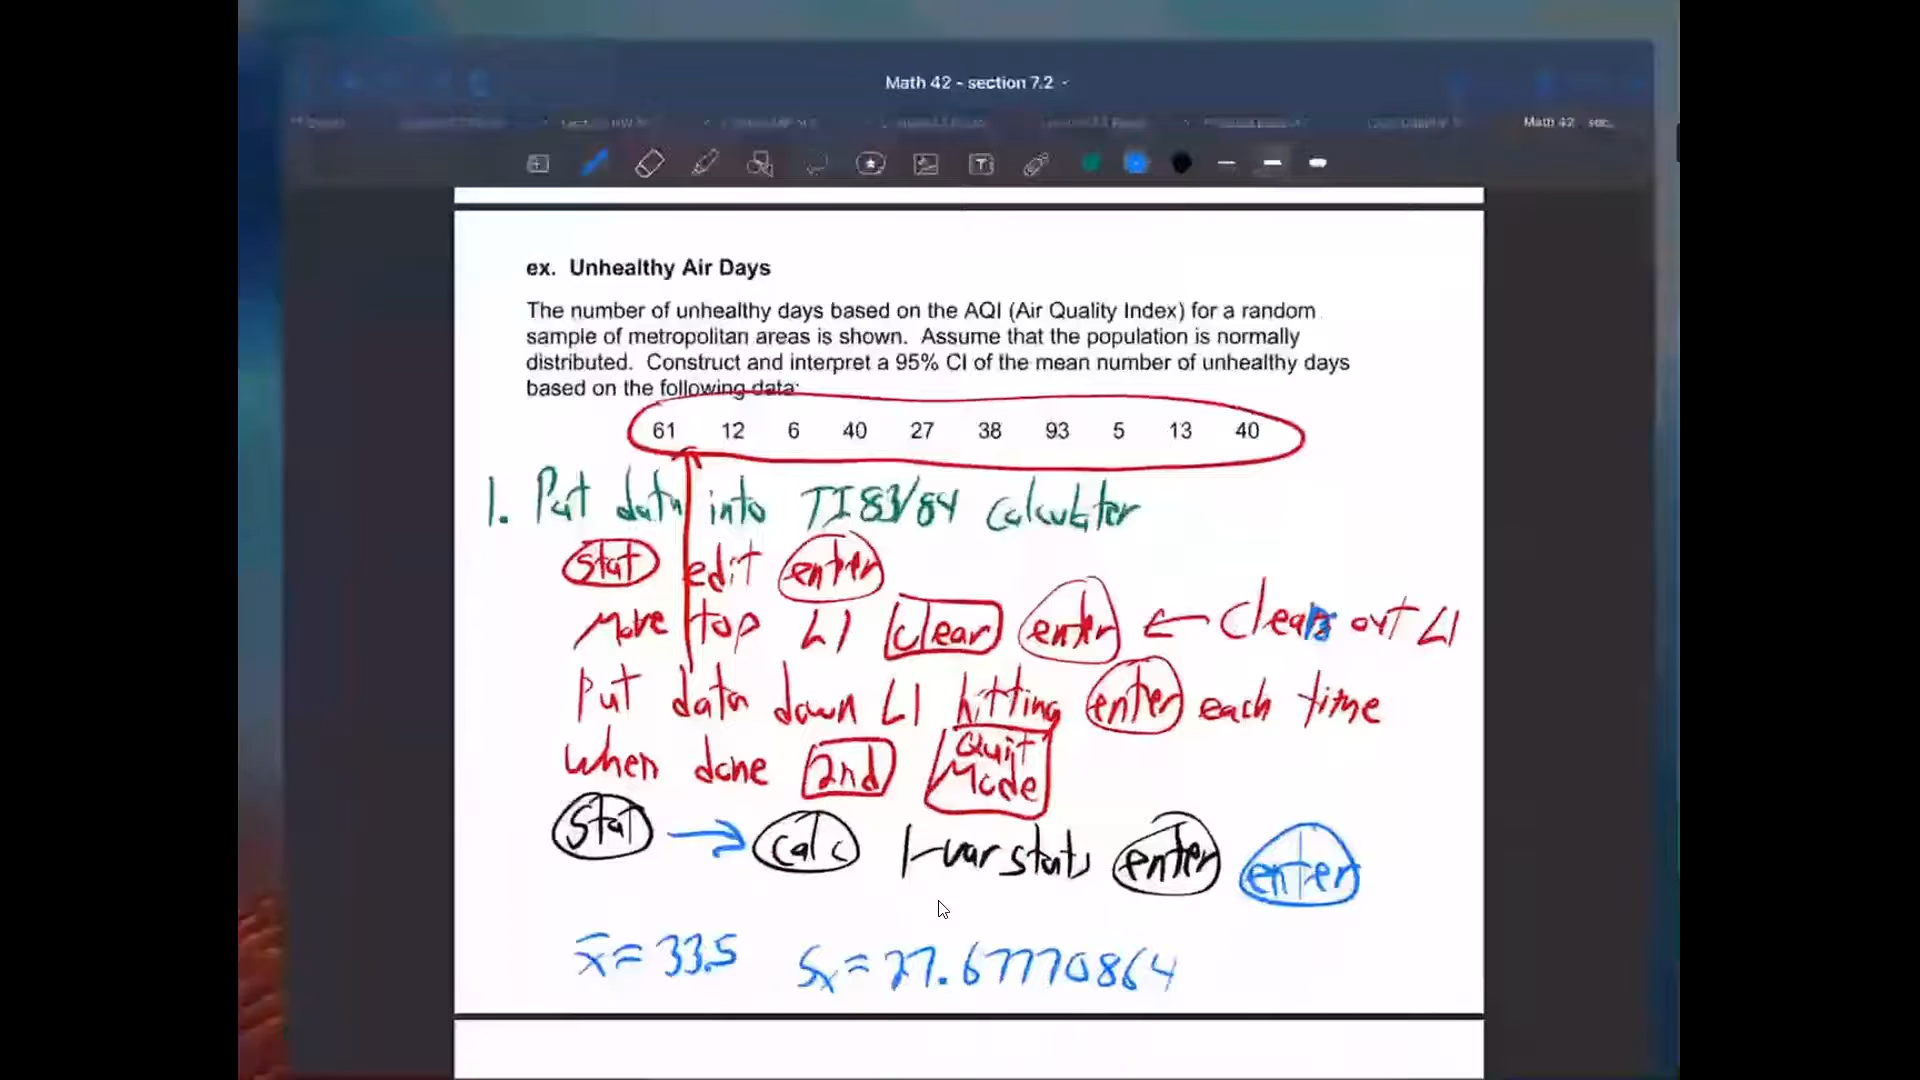 Math 42 - section 7.2
Math 42 sec...
ex. Unhealthy Air Days
The number of unhealthy days based on the AQI (Air Quality Index) for a random
sample of metropolitan areas is shown. Assume that the population is normally
distributed. Construct and interpret a 95% CI of the mean number of unhealthy days
based on the following data:
61 12 6 40 27 38 93 5 13 40
1. Put data into TI83/84 calculator
stat edit enter
Move top L1 clear enter ← Clears out L1
Put data down L1 hitting enter each time
When done 2nd Quit
Mode
Stat → Calc 1-var stats enter enter
x̄ = 33.5 Sx = 27.67770864